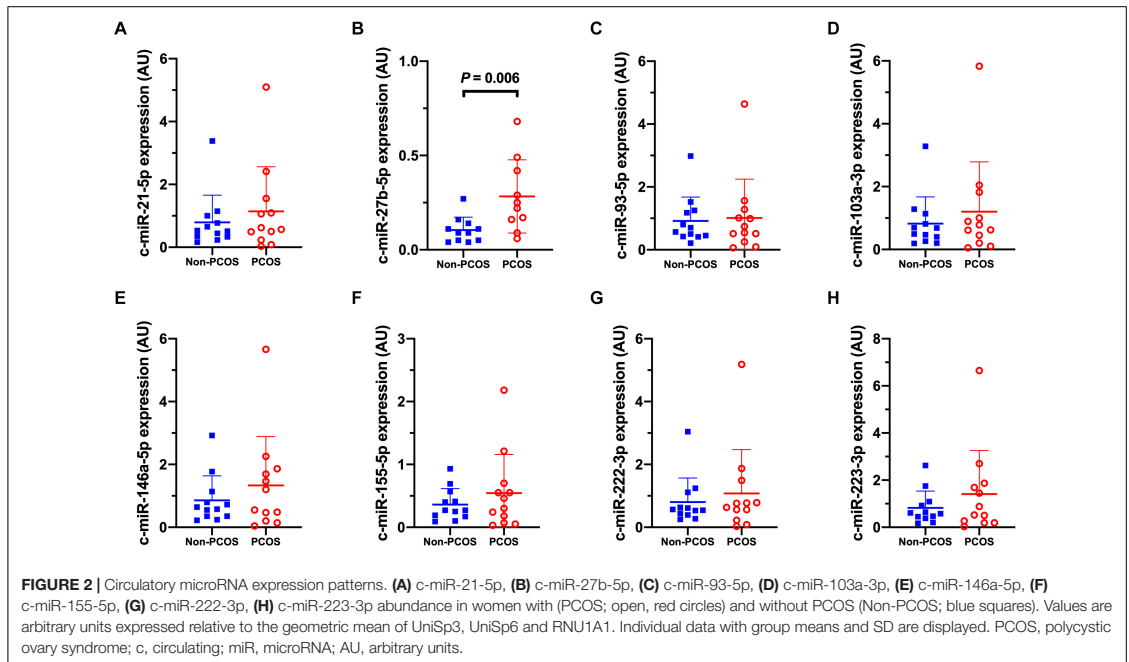 A
B
C
D
c-miR-21-5p expression (AU)
6
4
2
0
Non-PCOS PCOS
c-miR-27b-5p expression (AU)
1.0
0.5
0.0
P = 0.006
Non-PCOS PCOS
c-miR-93-5p expression (AU)
6
4
2
0
Non-PCOS PCOS
c-miR-103a-3p expression (AU)
6
4
2
0
Non-PCOS PCOS
E
F
G
H
c-miR-146a-5p expression (AU)
6
4
2
0
Non-PCOS PCOS
c-miR-155-5p expression (AU)
3
2
1
0
Non-PCOS PCOS
c-miR-222-3p expression (AU)
6
4
2
0
Non-PCOS PCOS
c-miR-223-3p expression (AU)
8
6
4
2
0
Non-PCOS PCOS
FIGURE 2 | Circulatory microRNA expression patterns. (A) c-miR-21-5p, (B) c-miR-27b-5p, (C) c-miR-93-5p, (D) c-miR-103a-3p, (E) c-miR-146a-5p, (F)
c-miR-155-5p, (G) c-miR-222-3p, (H) c-miR-223-3p abundance in women with (PCOS; open, red circles) and without PCOS (Non-PCOS; blue squares). Values are
arbitrary units expressed relative to the geometric mean of UniSp3, UniSp6 and RNU1A1. Individual data with group means and SD are displayed. PCOS, polycystic
ovary syndrome; c, circulating; miR, microRNA; AU, arbitrary units.